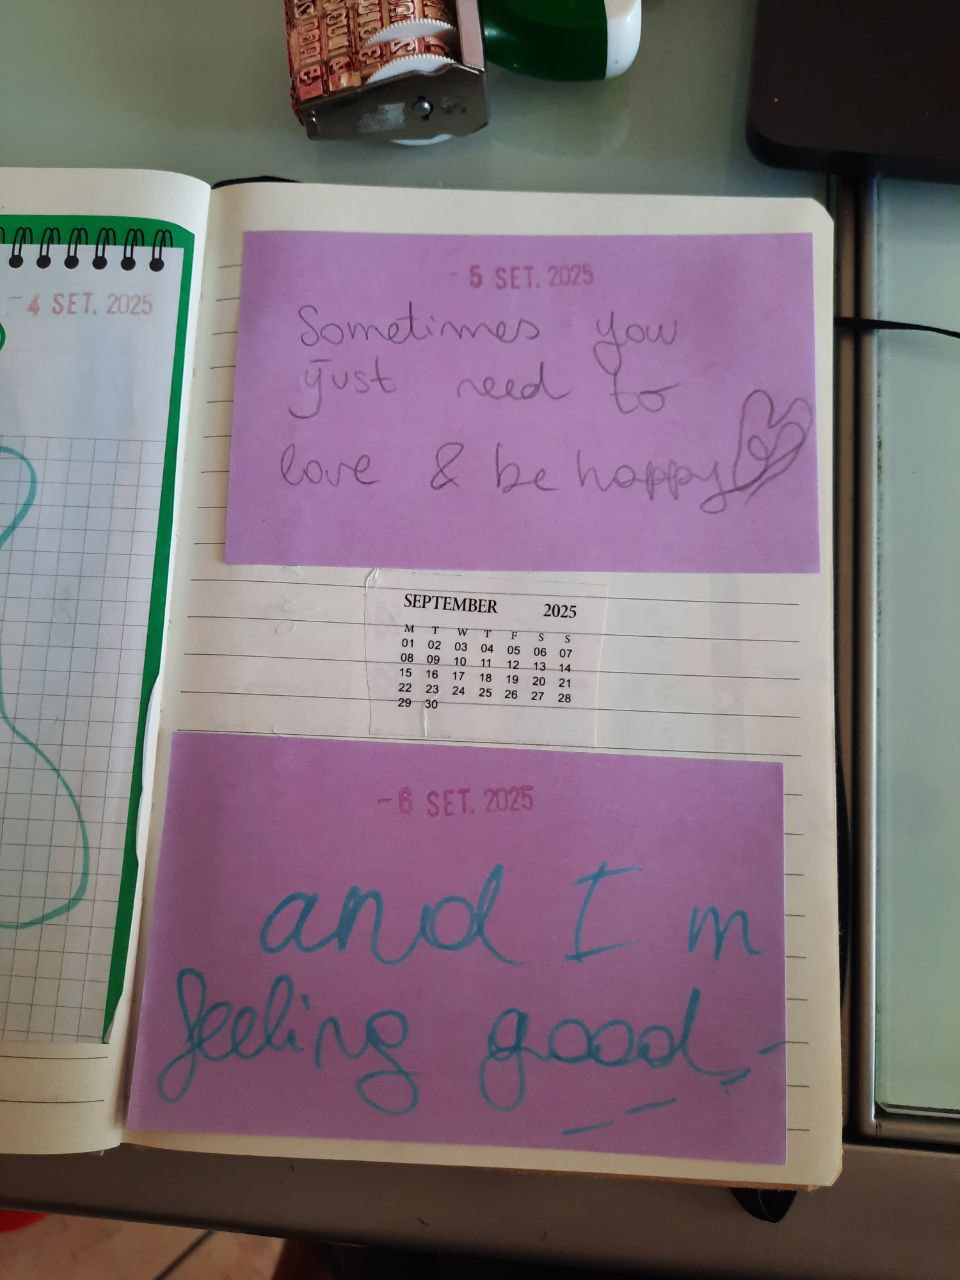 - 4 SET. 2025
- 5 SET. 2025
Sometimes you
just need to
love & be happy
SEPTEMBER 2025
M T W T F S S
01 02 03 04 05 06 07
08 09 10 11 12 13 14
15 16 17 18 19 20 21
22 23 24 25 26 27 28
29 30
- 6 SET. 2025
and I m
feeling good